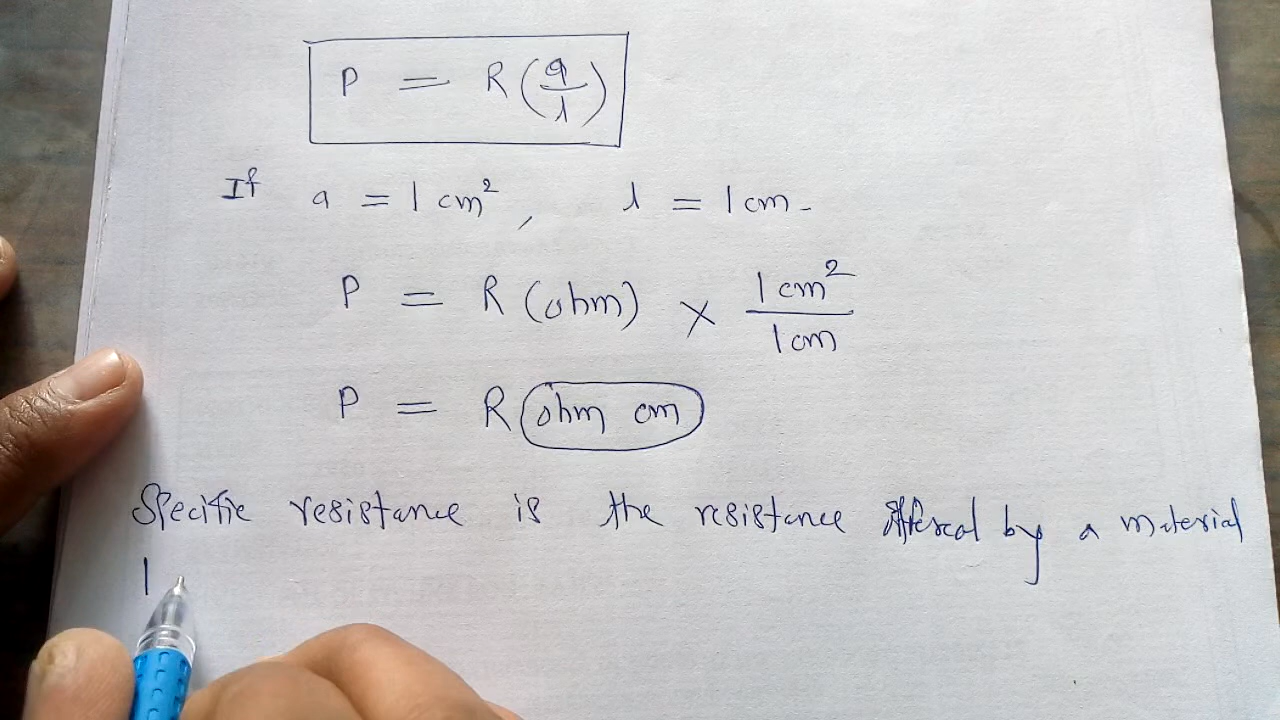 P = R(a/l)
If a = 1 cm², l = 1 cm.
P = R (ohm) × 1 cm²/1 cm
P = R ohm cm
Specific resistance is the resistance offered by a material
1